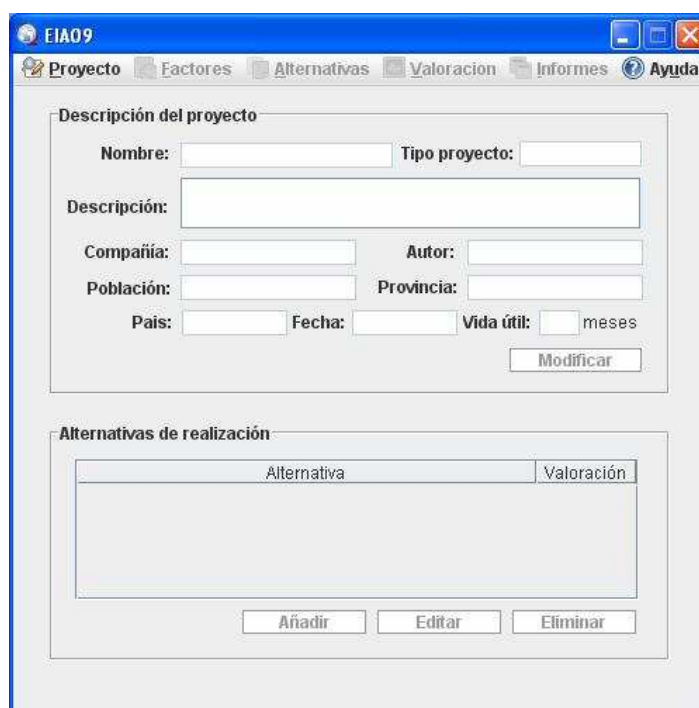 EIA09
Proyecto Factores Alternativas Valoracion Informes Ayuda
Descripción del proyecto
Nombre: Tipo proyecto:
Descripción:
Compañía: Autor:
Población: Provincia:
Pais: Fecha: Vida útil: meses
Modificar
Alternativas de realización
Alternativa Valoración
Añadir Editar Eliminar